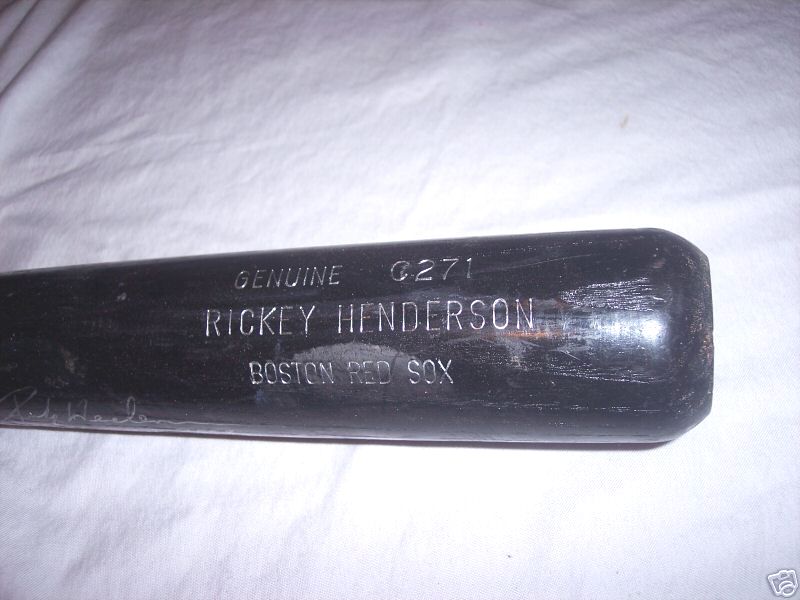 GENUINE C271
RICKEY HENDERSON
BOSTON RED SOX